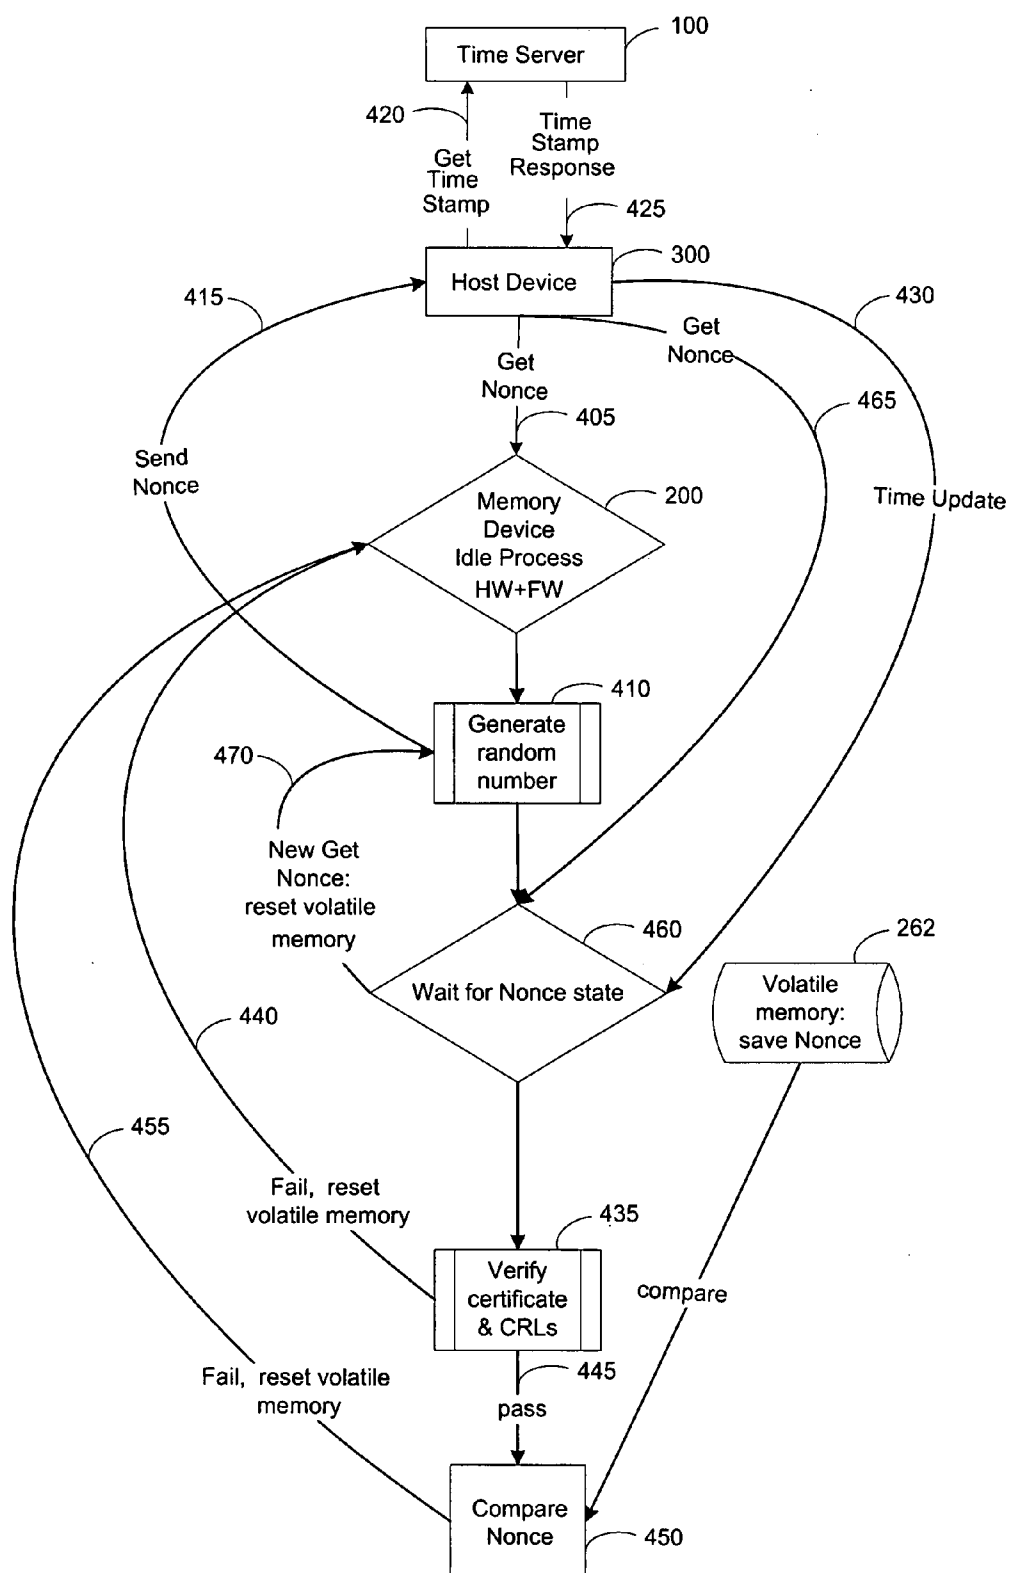 100
Time Server
420
Time
Stamp
Response
Get
Time
Stamp
425
300
Host Device
415
430
Get
Nonce
Get
Nonce
465
405
Send
Nonce
200
Memory
Device
Idle Process
HW+FW
Time Update
410
Generate
random
number
470
New Get
Nonce:
reset volatile
memory
460
262
Wait for Nonce state
Volatile
memory:
save Nonce
440
455
Fail, reset
volatile memory
435
Verify
certificate
& CRLs
compare
445
Fail, reset volatile
memory
pass
Compare
Nonce
450